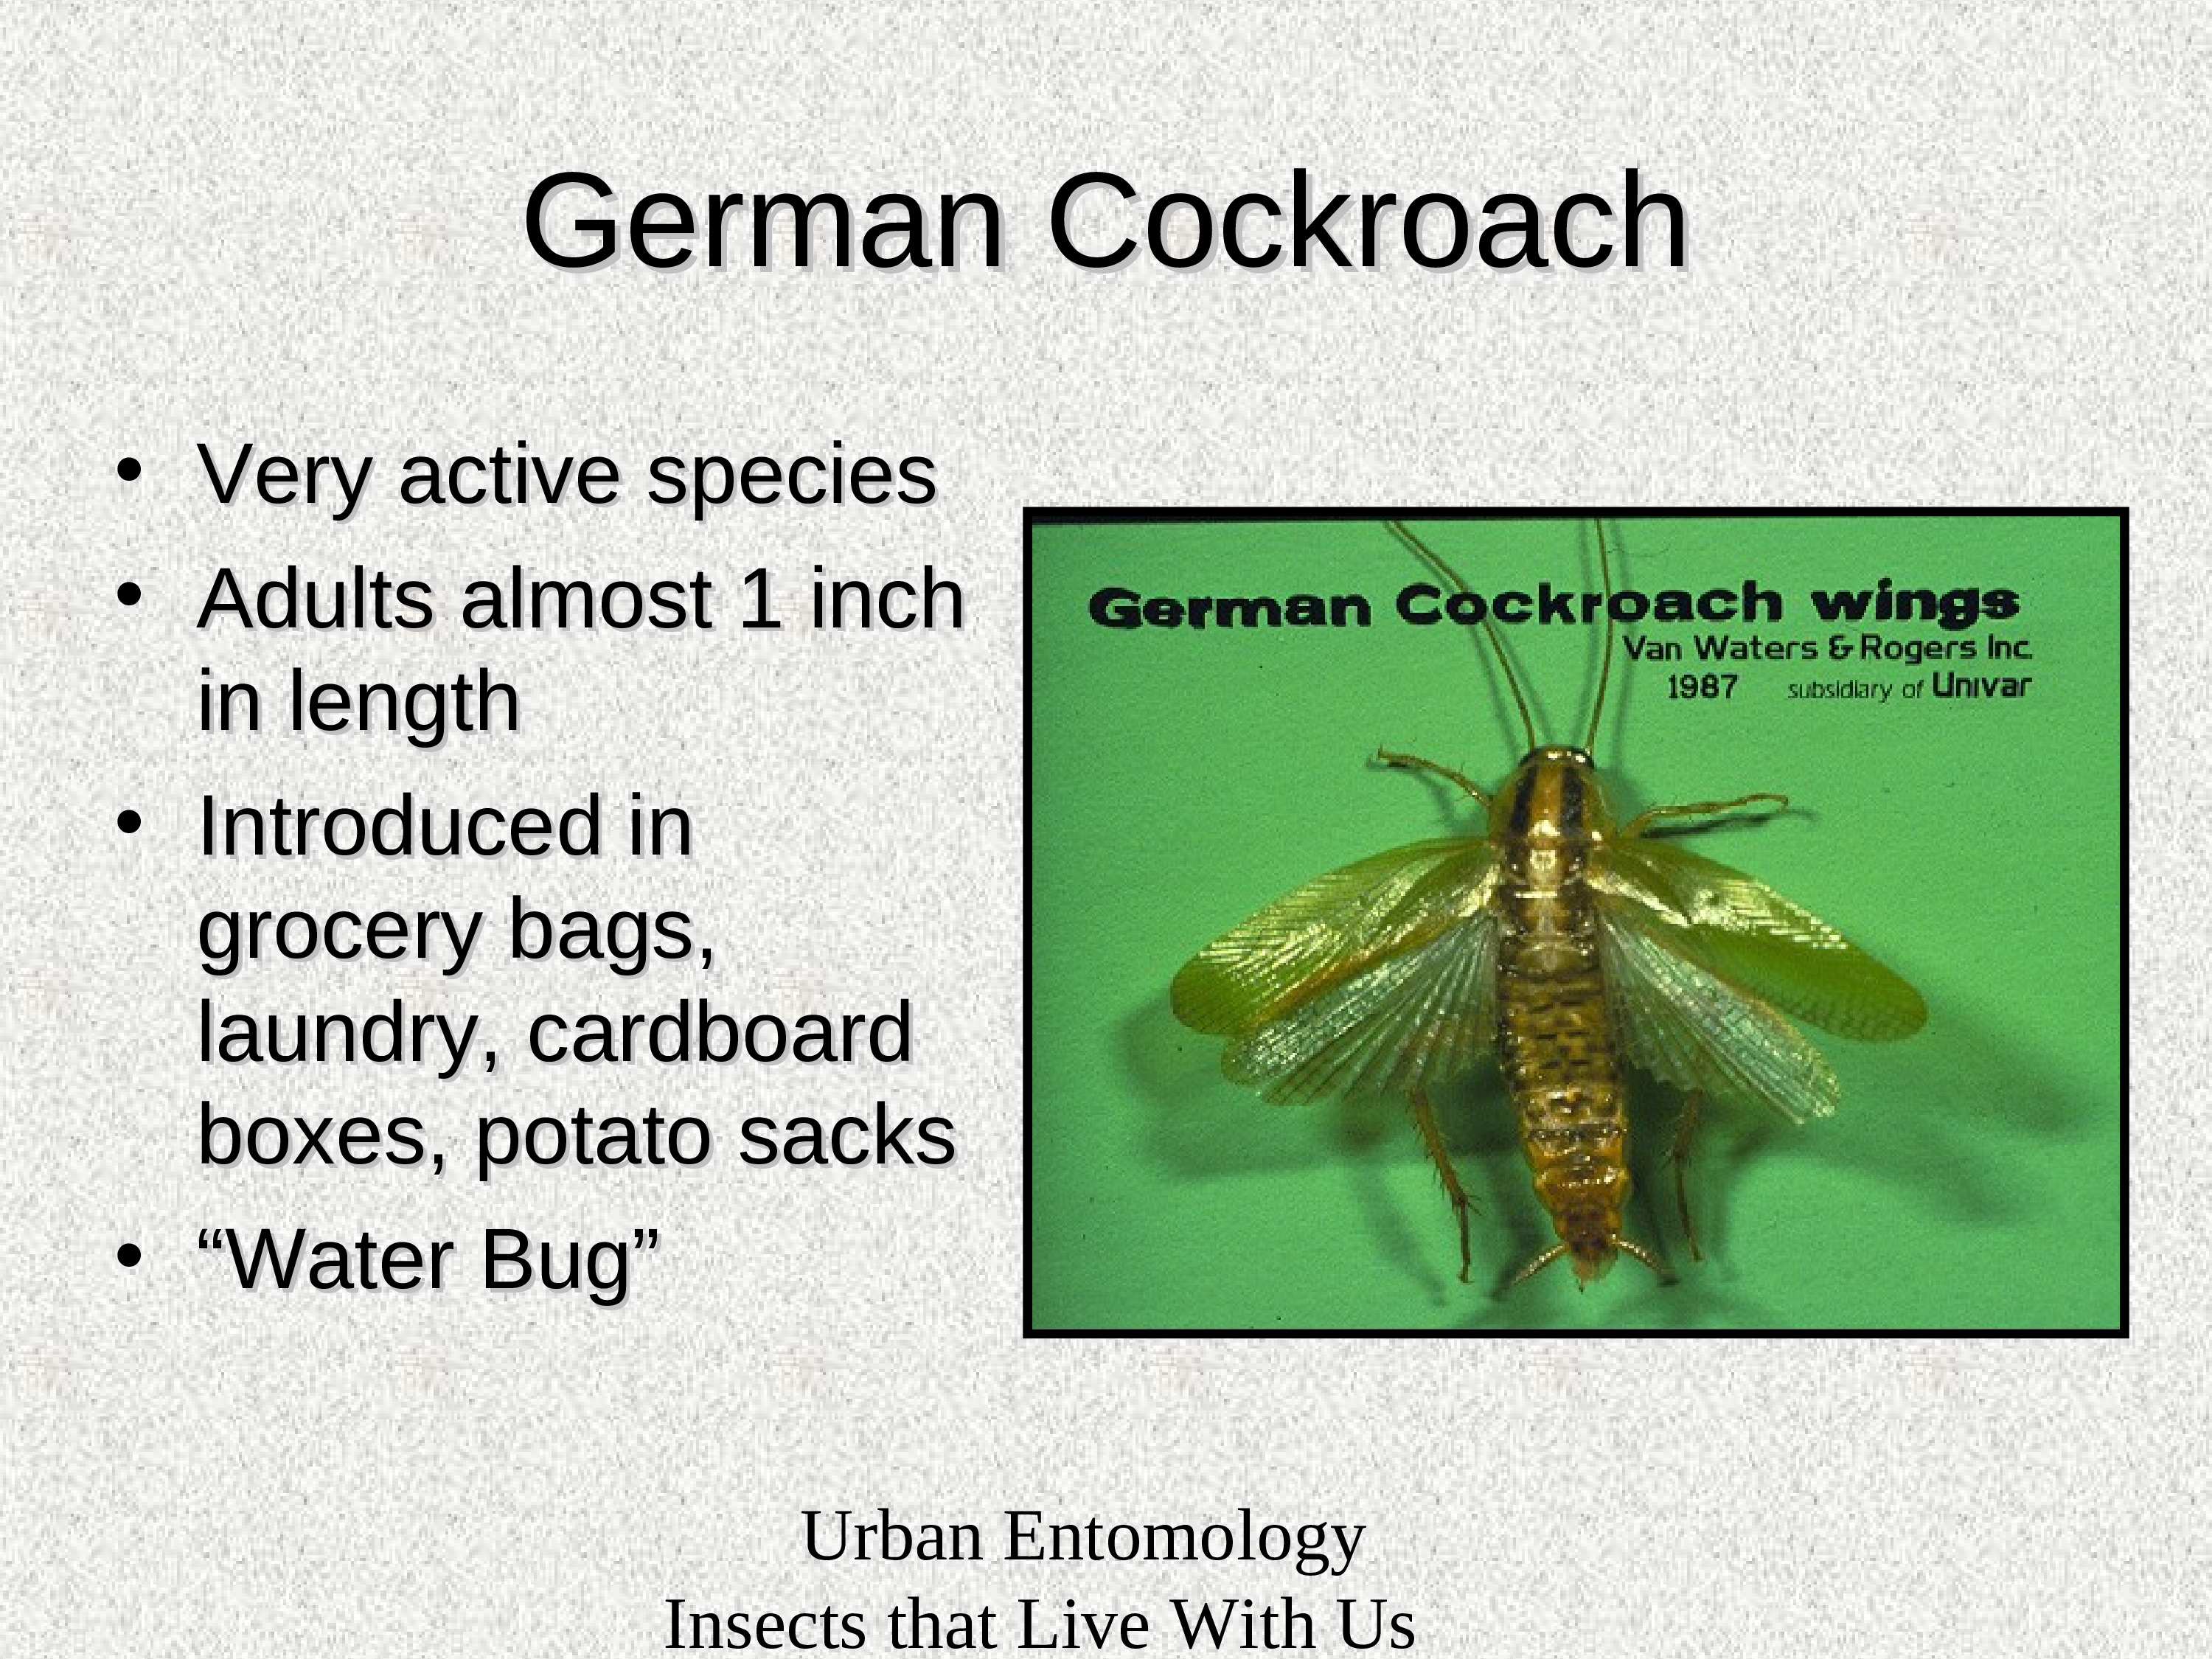 German Cockroach
• Very active species
• Adults almost 1 inch
in length
• Introduced in
grocery bags,
laundry, cardboard
boxes, potato sacks
• “Water Bug”
German Cockroach wings
Van Waters & Rogers Inc.
1987 subsidiary of Univar
Urban Entomology
Insects that Live With Us